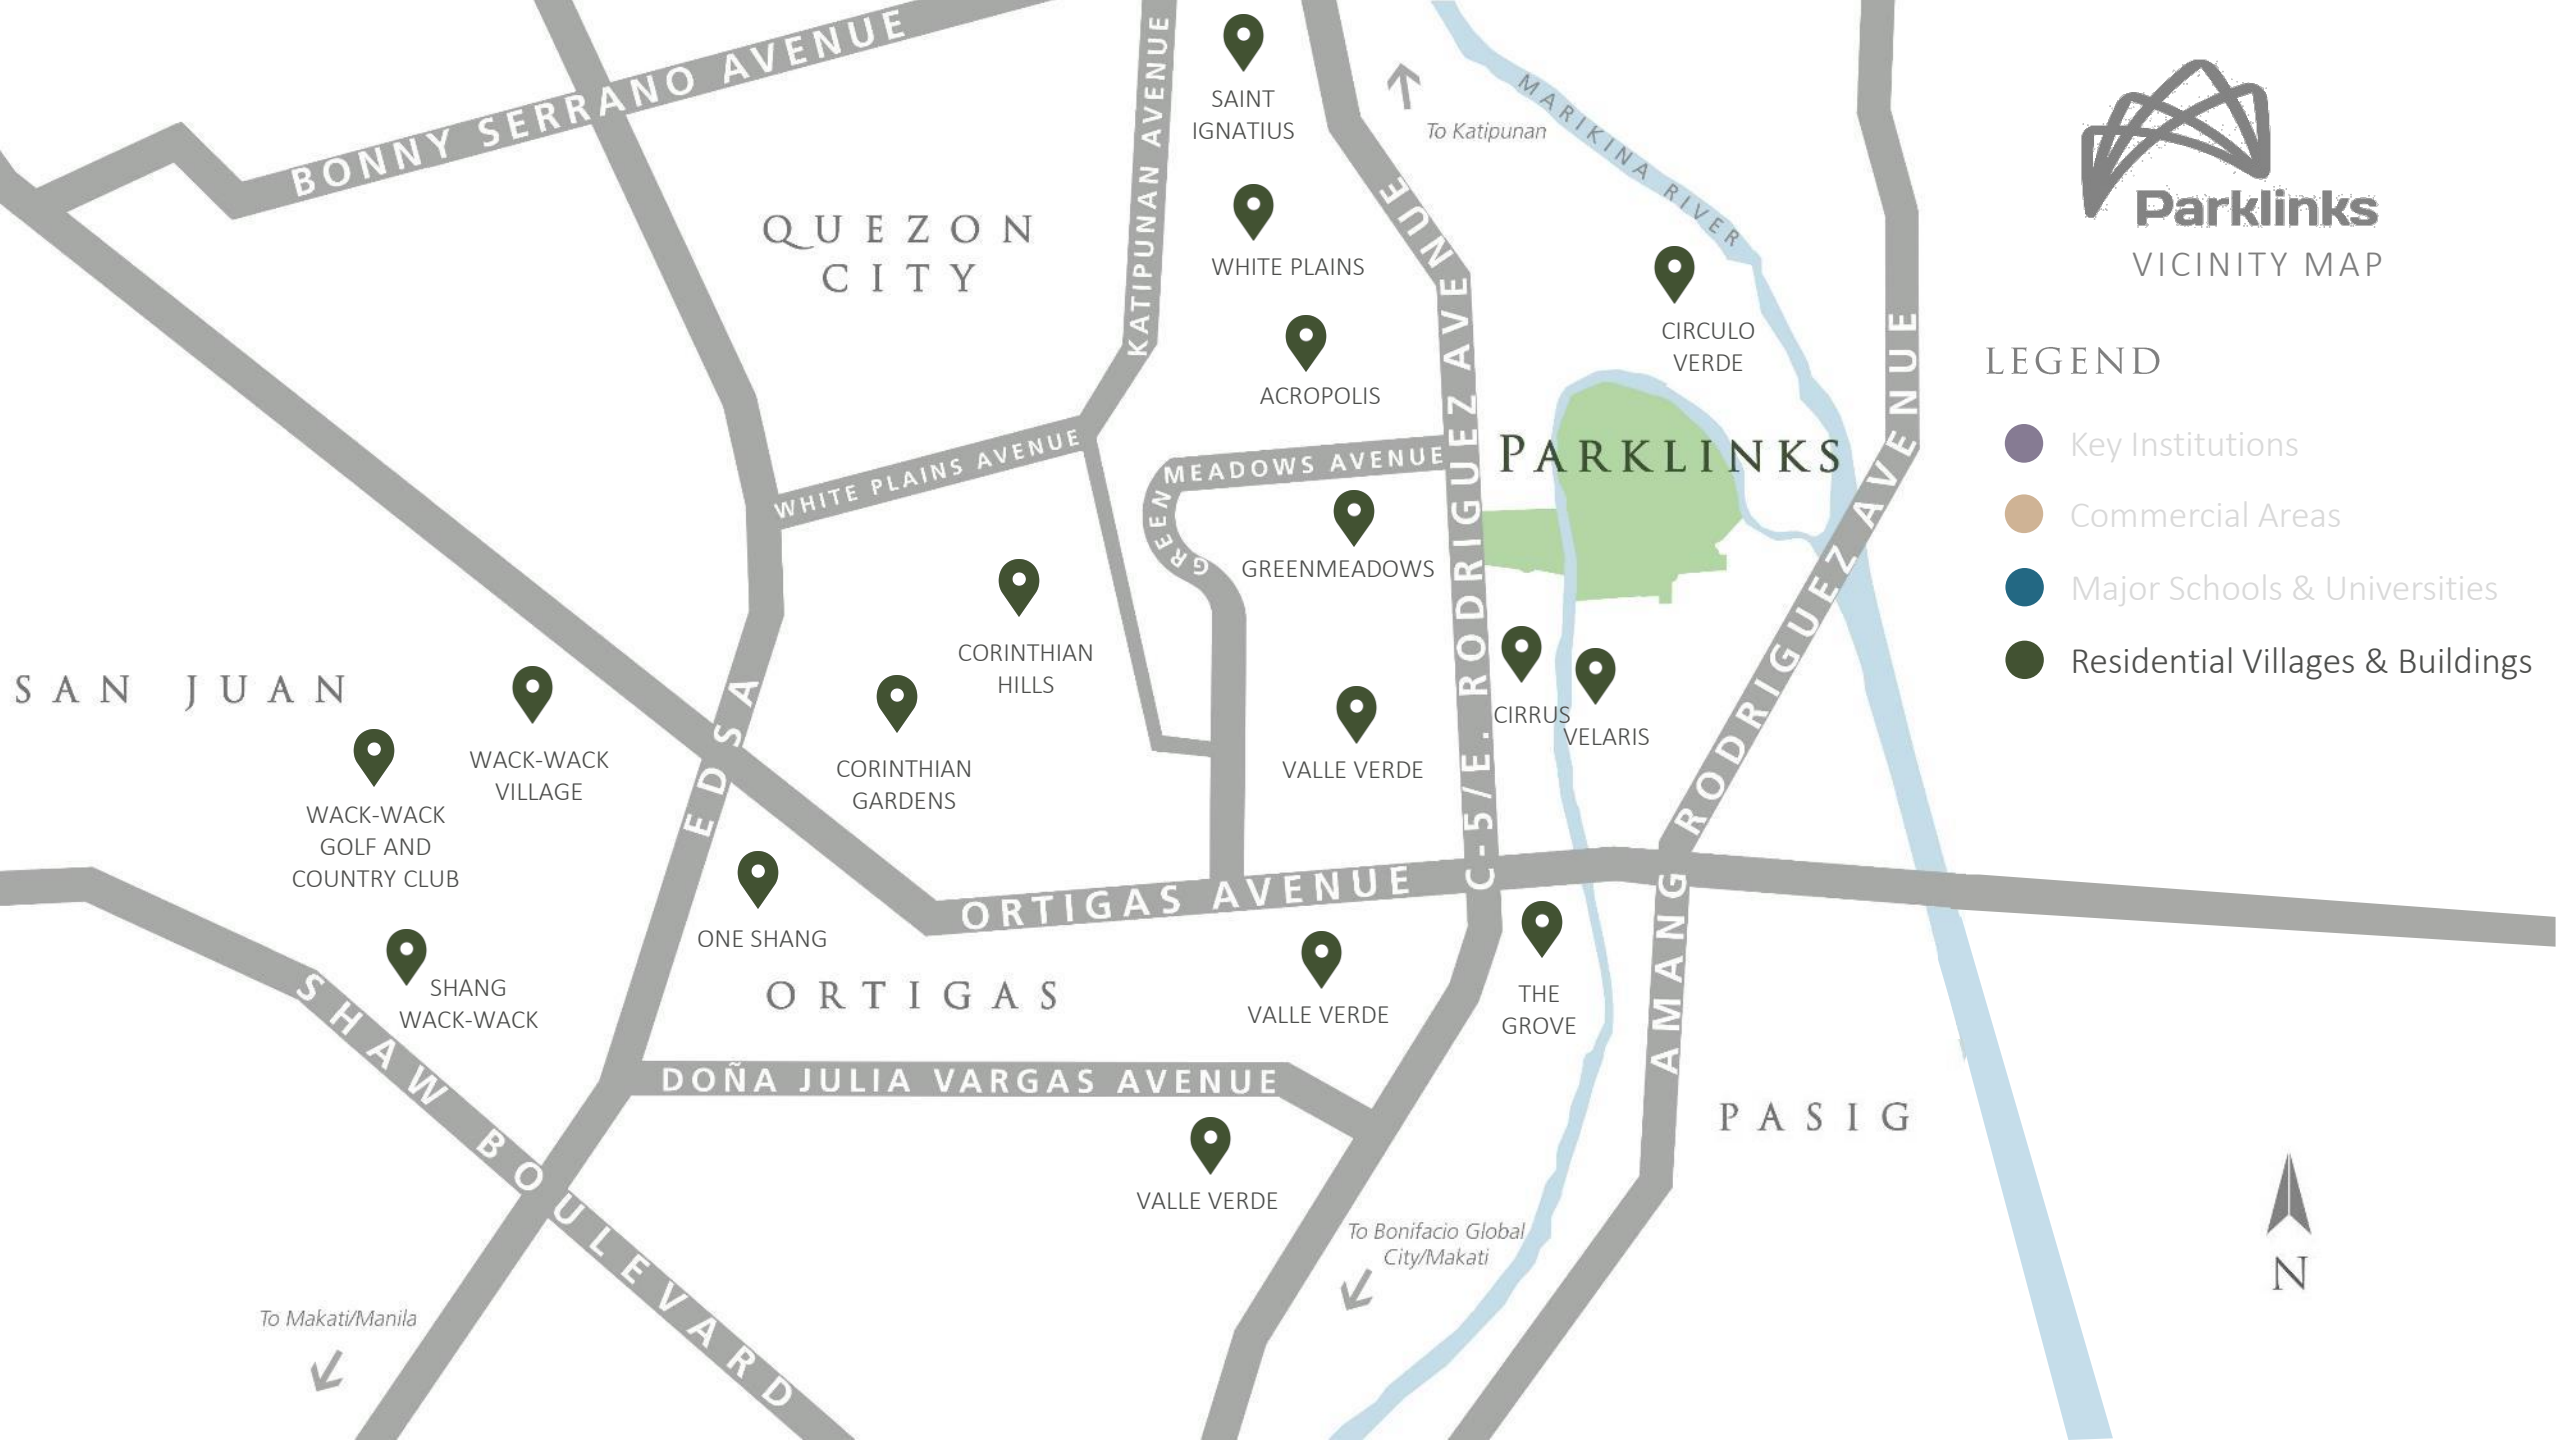 BONNY SERRANO AVENUE
KATIPUNAN AVENUE
SAINT
IGNATIUS
To Katipunan
MARIKINA RIVER
Parklinks
VICINITY MAP
QUEZON
CITY
WHITE PLAINS
CIRCULO
VERDE
LEGEND
Key Institutions
Commercial Areas
Major Schools & Universities
Residential Villages & Buildings
ACROPOLIS
PARKLINKS
WHITE PLAINS AVENUE
GREEN MEADOWS AVENUE
GREENMEADOWS
C-5/E. RODRIGUEZ AVENUE
AMANG RODRIGUEZ AVENUE
CORINTHIAN
HILLS
SAN JUAN
EDSA
CIRRUS
VELARIS
WACK-WACK
VILLAGE
CORINTHIAN
GARDENS
VALLE VERDE
WACK-WACK
GOLF AND
COUNTRY CLUB
ORTIGAS AVENUE
ONE SHANG
SHANG
WACK-WACK
ORTIGAS
VALLE VERDE
THE
GROVE
SHAW BOULEVARD
DOÑA JULIA VARGAS AVENUE
PASIG
VALLE VERDE
To Bonifacio Global
City/Makati
To Makati/Manila
N